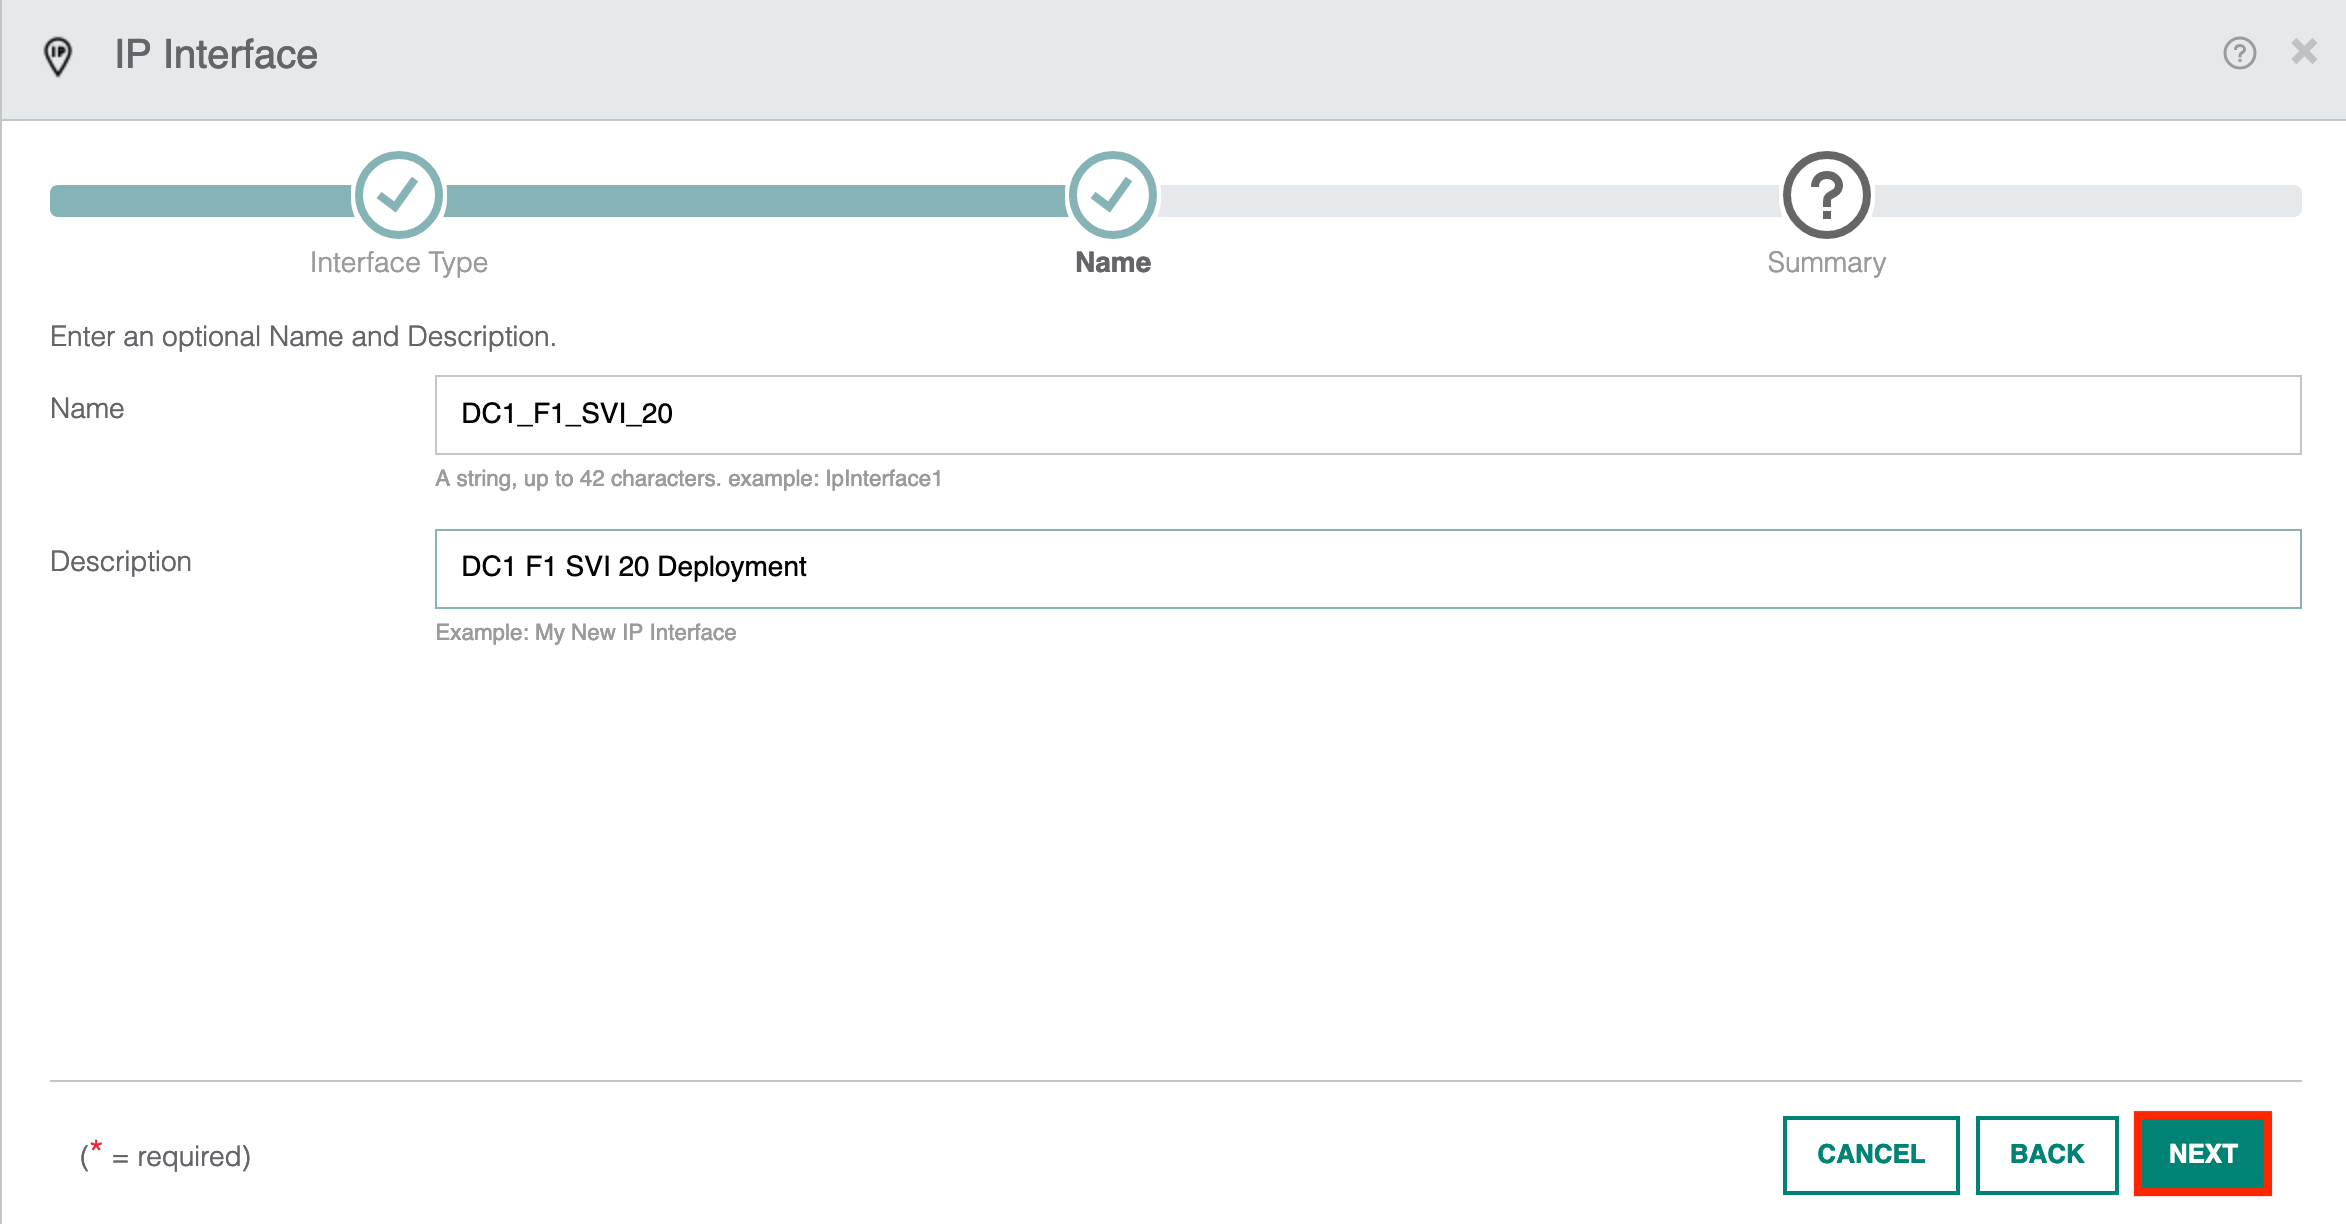 IP IP Interface ?
?
Interface Type Name Summary
Enter an optional Name and Description.
Name DC1_F1_SVI_20
A string, up to 42 characters. example: IpInterface1
Description DC1 F1 SVI 20 Deployment
Example: My New IP Interface
(* = required) CANCEL BACK NEXT